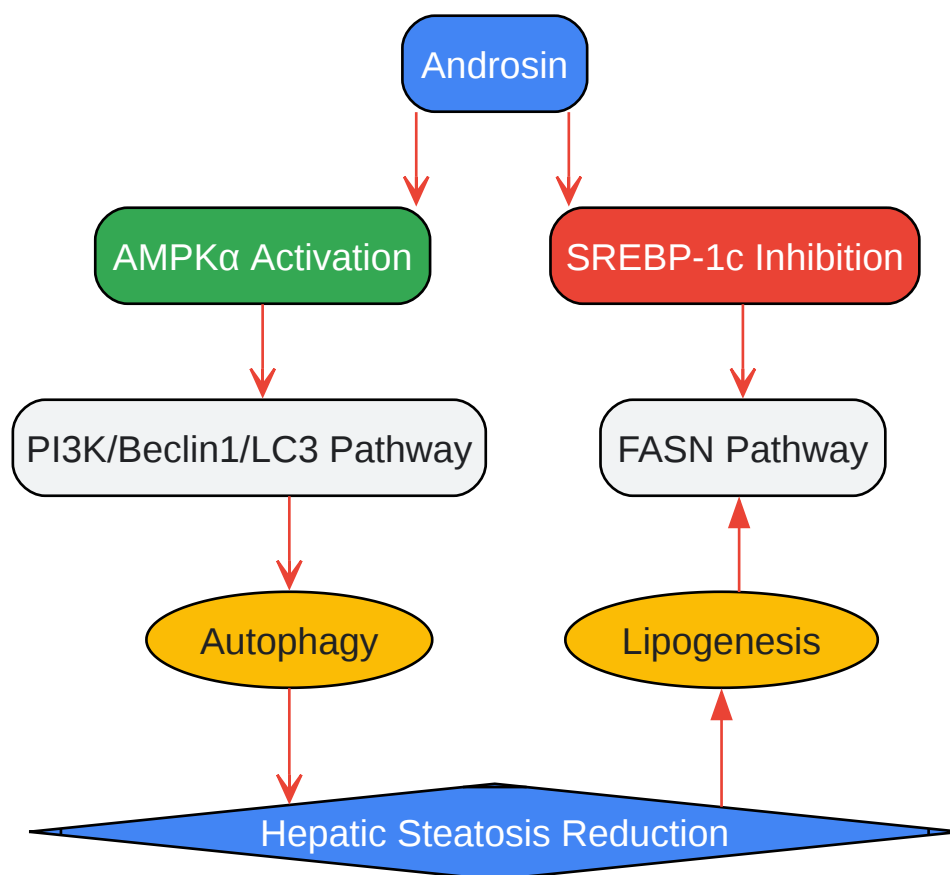 Androsin
AMPKα Activation
SREBP-1c Inhibition
PI3K/Beclin1/LC3 Pathway
FASN Pathway
Autophagy
Lipogenesis
Hepatic Steatosis Reduction